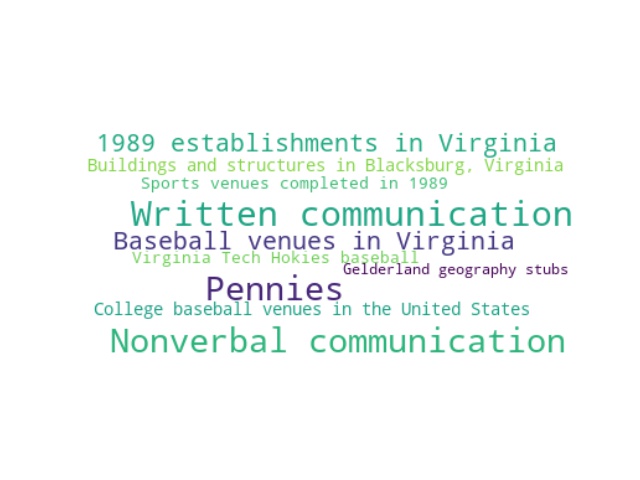 1989 establishments in Virginia
Buildings and structures in Blacksburg, Virginia
Sports venues completed in 1989
Written communication
Baseball venues in Virginia
Virginia Tech Hokies baseball
Gelderland geography stubs
Pennies
College baseball venues in the United States
Nonverbal communication